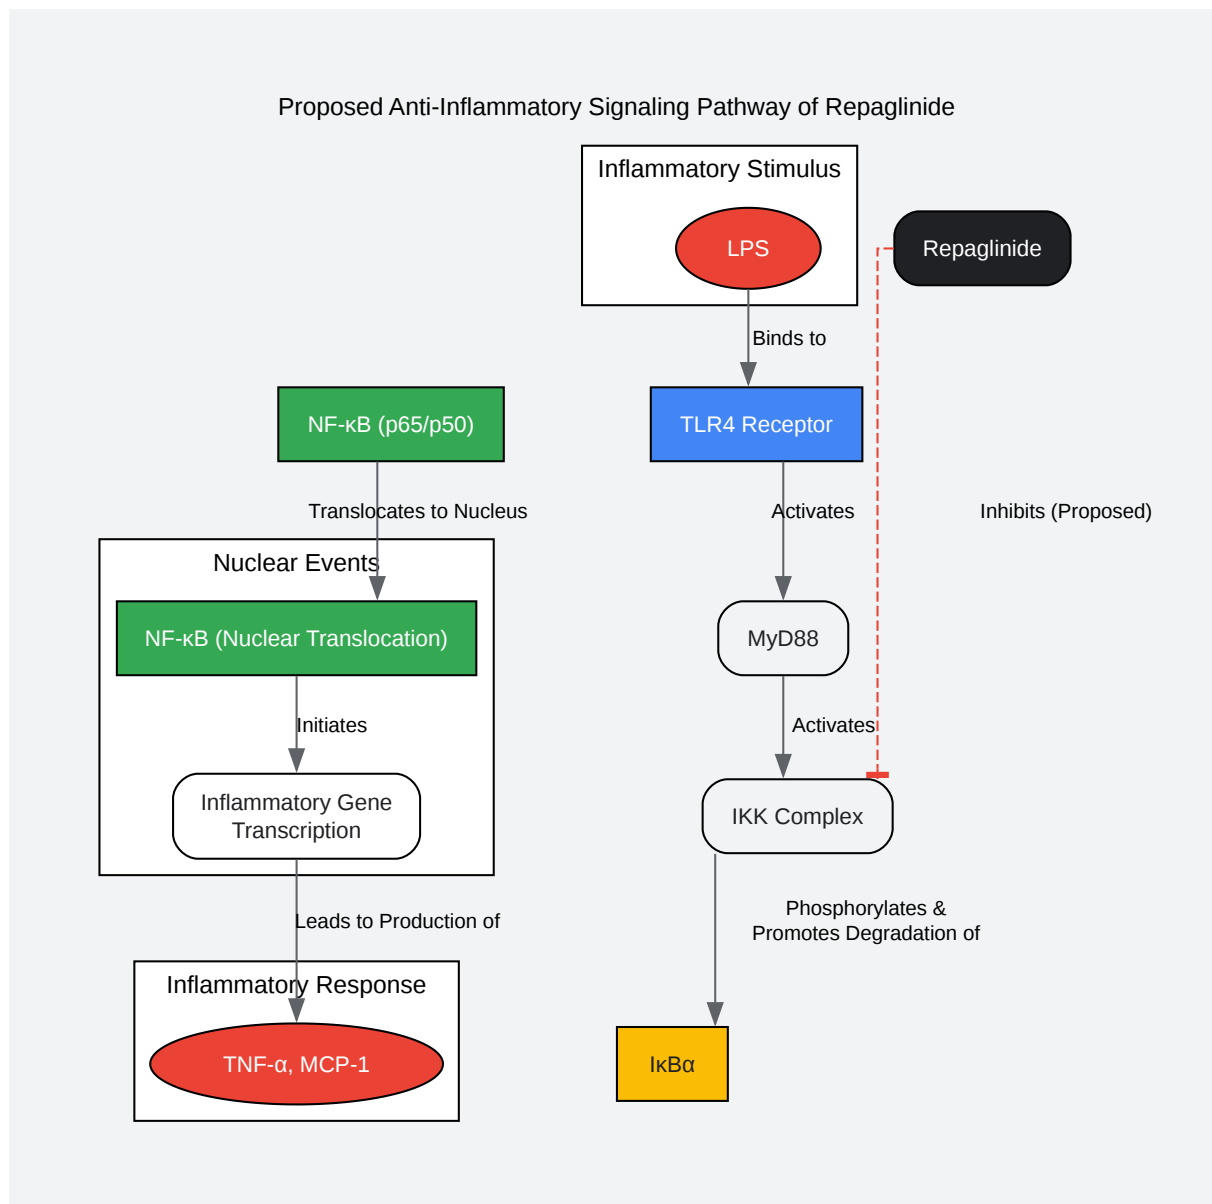 Proposed Anti-Inflammatory Signaling Pathway of Repaglinide
Inflammatory Stimulus
LPS
Repaglinide
Binds to
NF-κB (p65/p50)
TLR4 Receptor
Translocates to Nucleus
Activates
Inhibits (Proposed)
Nuclear Events
NF-κB (Nuclear Translocation)
MyD88
Initiates
Activates
Inflammatory Gene
Transcription
IKK Complex
Leads to Production of
Phosphorylates &
Promotes Degradation of
Inflammatory Response
TNF-α, MCP-1
IκBα